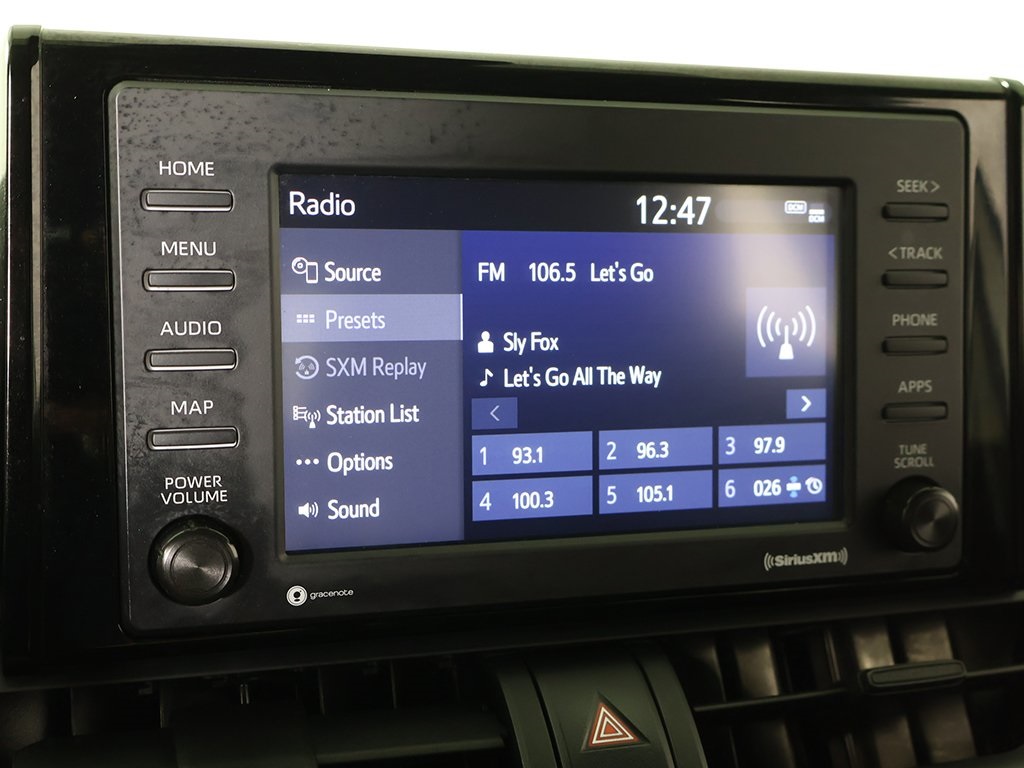 HOME
MENU
AUDIO
MAP
POWER
VOLUME
Radio
12:47
DCM
Source
Presets
SXM Replay
Station List
Options
Sound
FM 106.5 Let's Go
Sly Fox
Let's Go All The Way
<
>
1 93.1
2 96.3
3 97.9
4 100.3
5 105.1
6 026
SEEK >
< TRACK
PHONE
APPS
TUNE
SCROLL
gracenote
SiriusXM